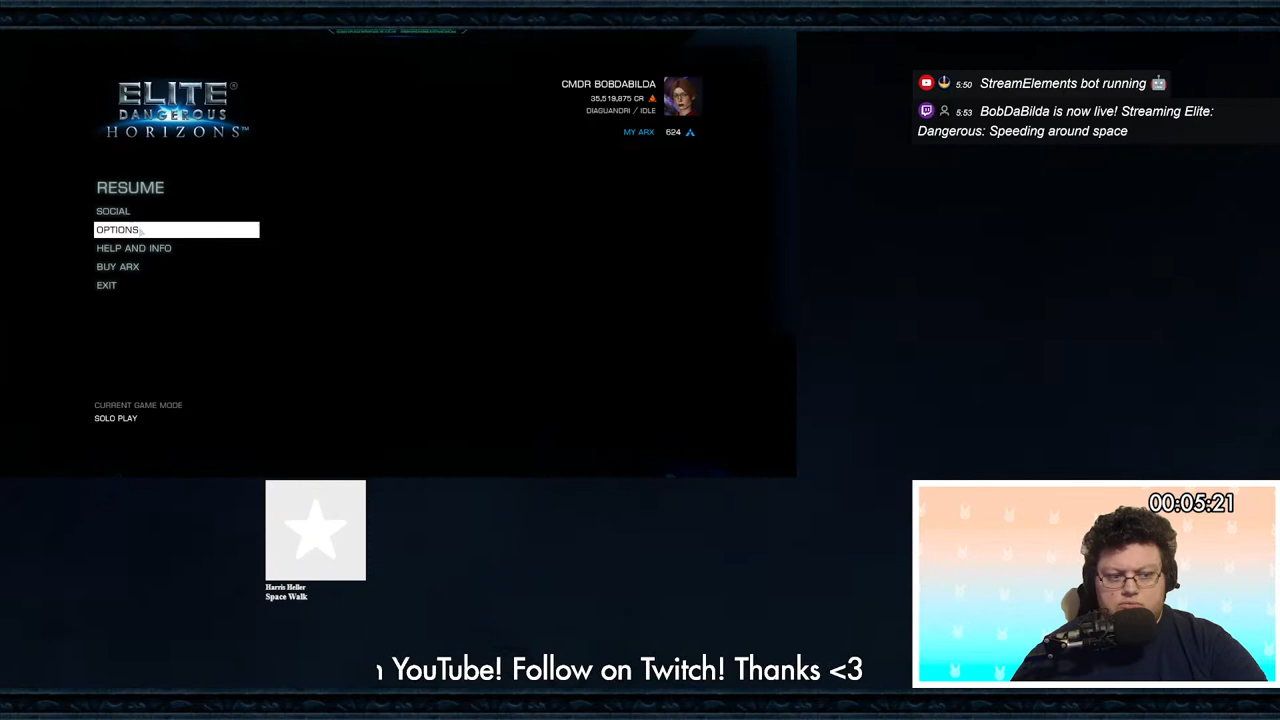 ELITE
DANGEROUS
HORIZONS™
CMDR BOBDABILDA
35,519,875 CR
DIAGUANDRI / IDLE
MY ARX 624
RESUME
SOCIAL
OPTIONS
HELP AND INFO
BUY ARX
EXIT
CURRENT GAME MODE
SOLO PLAY
5:50 StreamElements bot running 🤖
5:53 BobDaBilda is now live! Streaming Elite:
Dangerous: Speeding around space
Harris Heller
Space Walk
00:05:21
YouTube! Follow on Twitch! Thanks <3